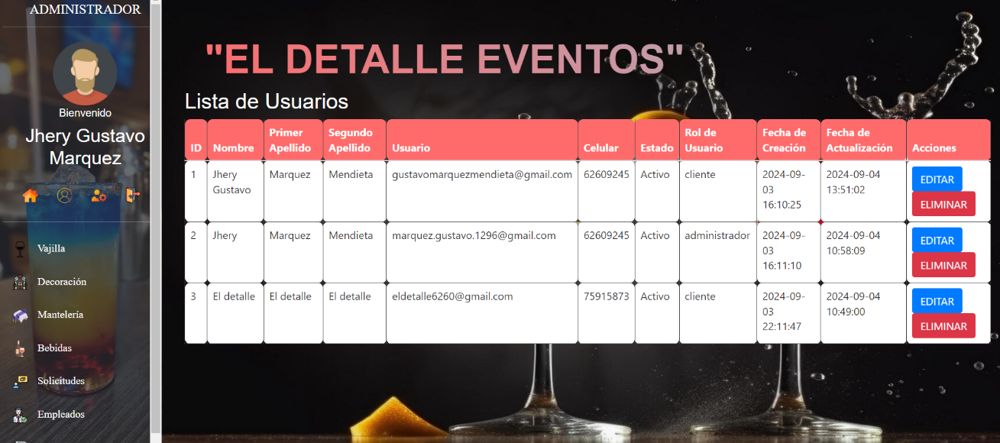 ADMINISTRADOR
Bienvenido
Jhery Gustavo
Marquez
Vajilla
Decoración
Mantelería
Bebidas
Solicitudes
Empleados
"EL DETALLE EVENTOS"
Lista de Usuarios
ID Nombre Primer Apellido Segundo Apellido Usuario Celular Estado Rol de Usuario Fecha de Creación Fecha de Actualización Acciones
1 Jhery Gustavo Marquez Mendieta gustavomarquezmendieta@gmail.com 62609245 Activo cliente 2024-09-03 16:10:25 2024-09-04 13:51:02 EDITAR ELIMINAR
2 Jhery Marquez Mendieta marquez.gustavo.1296@gmail.com 62609245 Activo administrador 2024-09-03 16:11:10 2024-09-04 10:58:09 EDITAR ELIMINAR
3 El detalle El detalle El detalle eldetalle6260@gmail.com 75915873 Activo cliente 2024-09-03 22:11:47 2024-09-04 10:49:00 EDITAR ELIMINAR